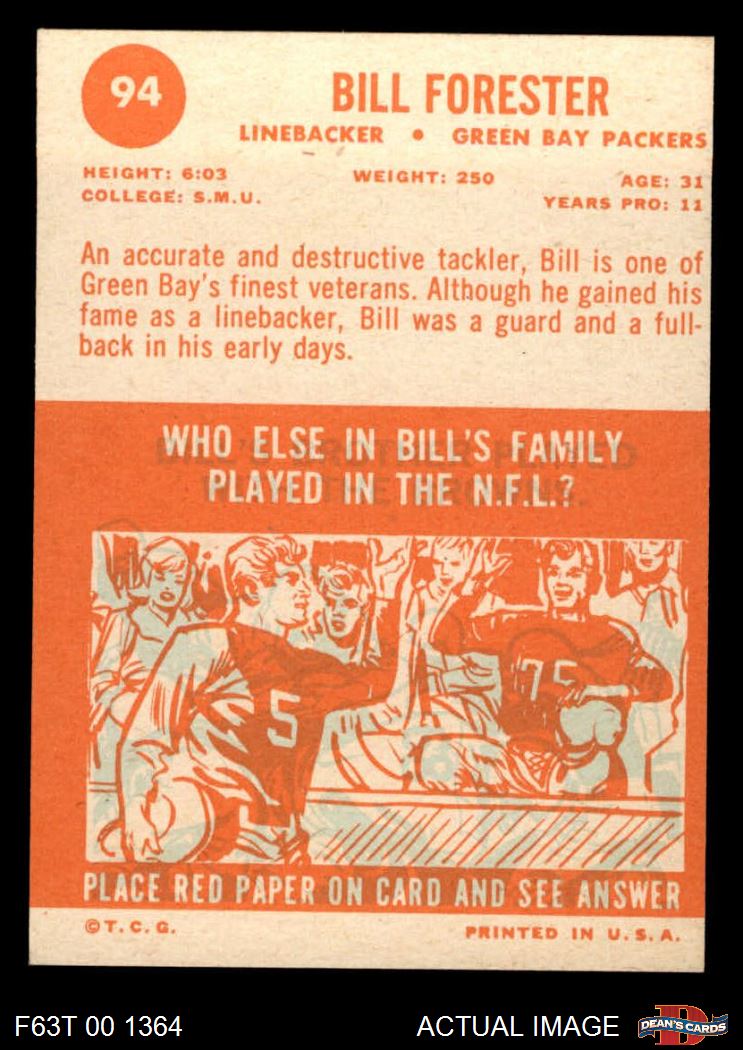 94
BILL FORESTER
LINEBACKER • GREEN BAY PACKERS
HEIGHT: 6:03 WEIGHT: 250 AGE: 31
COLLEGE: S.M.U. YEARS PRO: 11
An accurate and destructive tackler, Bill is one of
Green Bay's finest veterans. Although he gained his
fame as a linebacker, Bill was a guard and a full-
back in his early days.
WHO ELSE IN BILL'S FAMILY
PLAYED IN THE N.F.L.?
5
75
PLACE RED PAPER ON CARD AND SEE ANSWER
©T.C.G. PRINTED IN U.S.A.
F63T 00 1364 ACTUAL IMAGE
D
DEAN'S CARDS